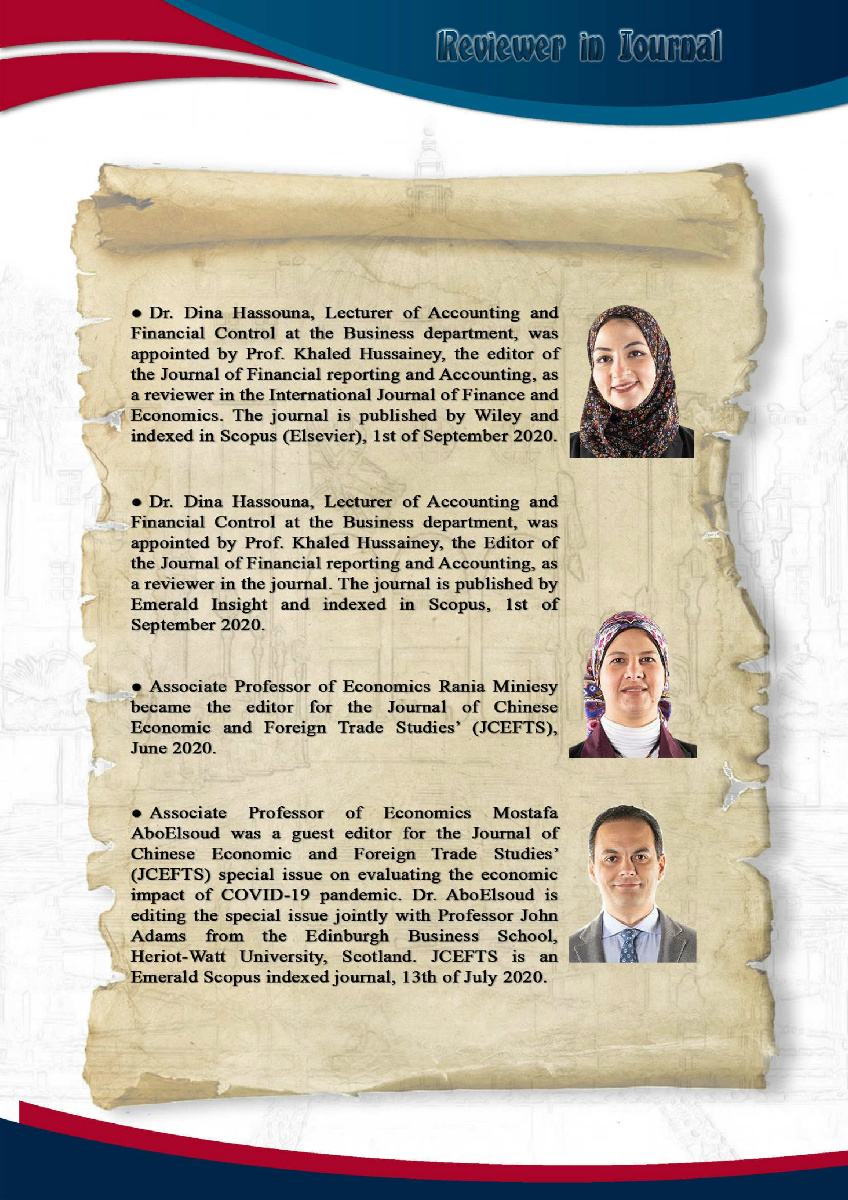 Reviewer in Journal
● Dr. Dina Hassouna, Lecturer of Accounting and
Financial Control at the Business department, was
appointed by Prof. Khaled Hussainey, the editor of
the Journal of Financial reporting and Accounting, as
a reviewer in the International Journal of Finance and
Economics. The journal is published by Wiley and
indexed in Scopus (Elsevier), 1st of September 2020.
● Dr. Dina Hassouna, Lecturer of Accounting and
Financial Control at the Business department, was
appointed by Prof. Khaled Hussainey, the Editor of
the Journal of Financial reporting and Accounting, as
a reviewer in the journal. The journal is published by
Emerald Insight and indexed in Scopus, 1st of
September 2020.
● Associate Professor of Economics Rania Miniesy
became the editor for the Journal of Chinese
Economic and Foreign Trade Studies’ (JCEFTS),
June 2020.
● Associate Professor of Economics Mostafa
AboElsoud was a guest editor for the Journal of
Chinese Economic and Foreign Trade Studies’
(JCEFTS) special issue on evaluating the economic
impact of COVID-19 pandemic. Dr. AboElsoud is
editing the special issue jointly with Professor John
Adams from the Edinburgh Business School,
Heriot-Watt University, Scotland. JCEFTS is an
Emerald Scopus indexed journal, 13th of July 2020.